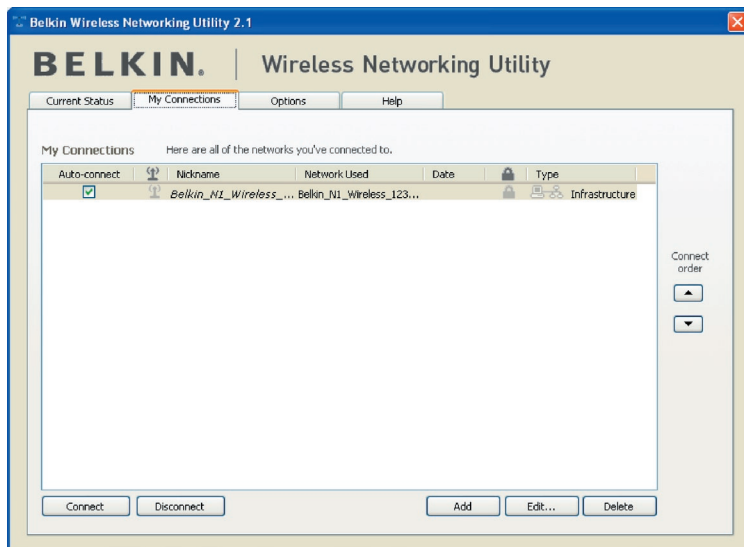 Belkin Wireless Networking Utility 2.1
BELKIN. Wireless Networking Utility
Current Status My Connections Options Help
My Connections Here are all of the networks you've connected to.
Auto-connect Nickname Network Used Date Type
Belkin_N1_Wireless_... Belkin_N1_Wireless_123... Infrastructure
Connect
order
Connect Disconnect Add Edit... Delete